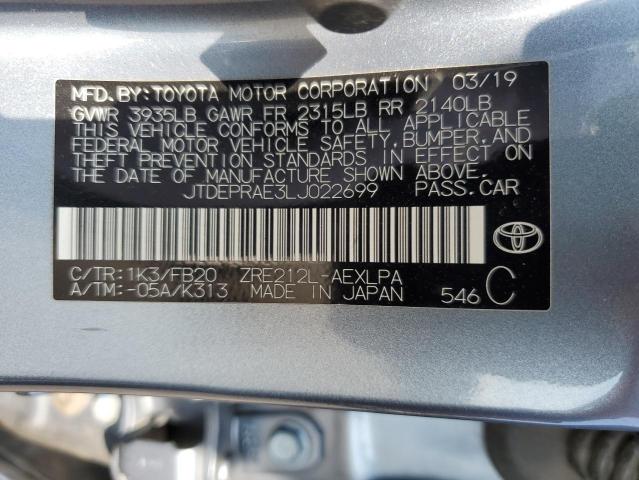 MFD. BY: TOYOTA MOTOR CORPORATION 03/19
GVWR 3935LB GAWR FR 2315LB RR 2140LB
THIS VEHICLE CONFORMS TO ALL APPLICABLE
FEDERAL MOTOR VEHICLE SAFETY, BUMPER, AND
THEFT PREVENTION STANDARDS IN EFFECT ON
THE DATE OF MANUFACTURE SHOWN ABOVE.
JTDEPRAE3LJ022699 PASS. CAR
C/TR: 1K3/FB20 ZRE212L-AEXLPA
A/TM: -05A/K313 MADE IN JAPAN 546 C